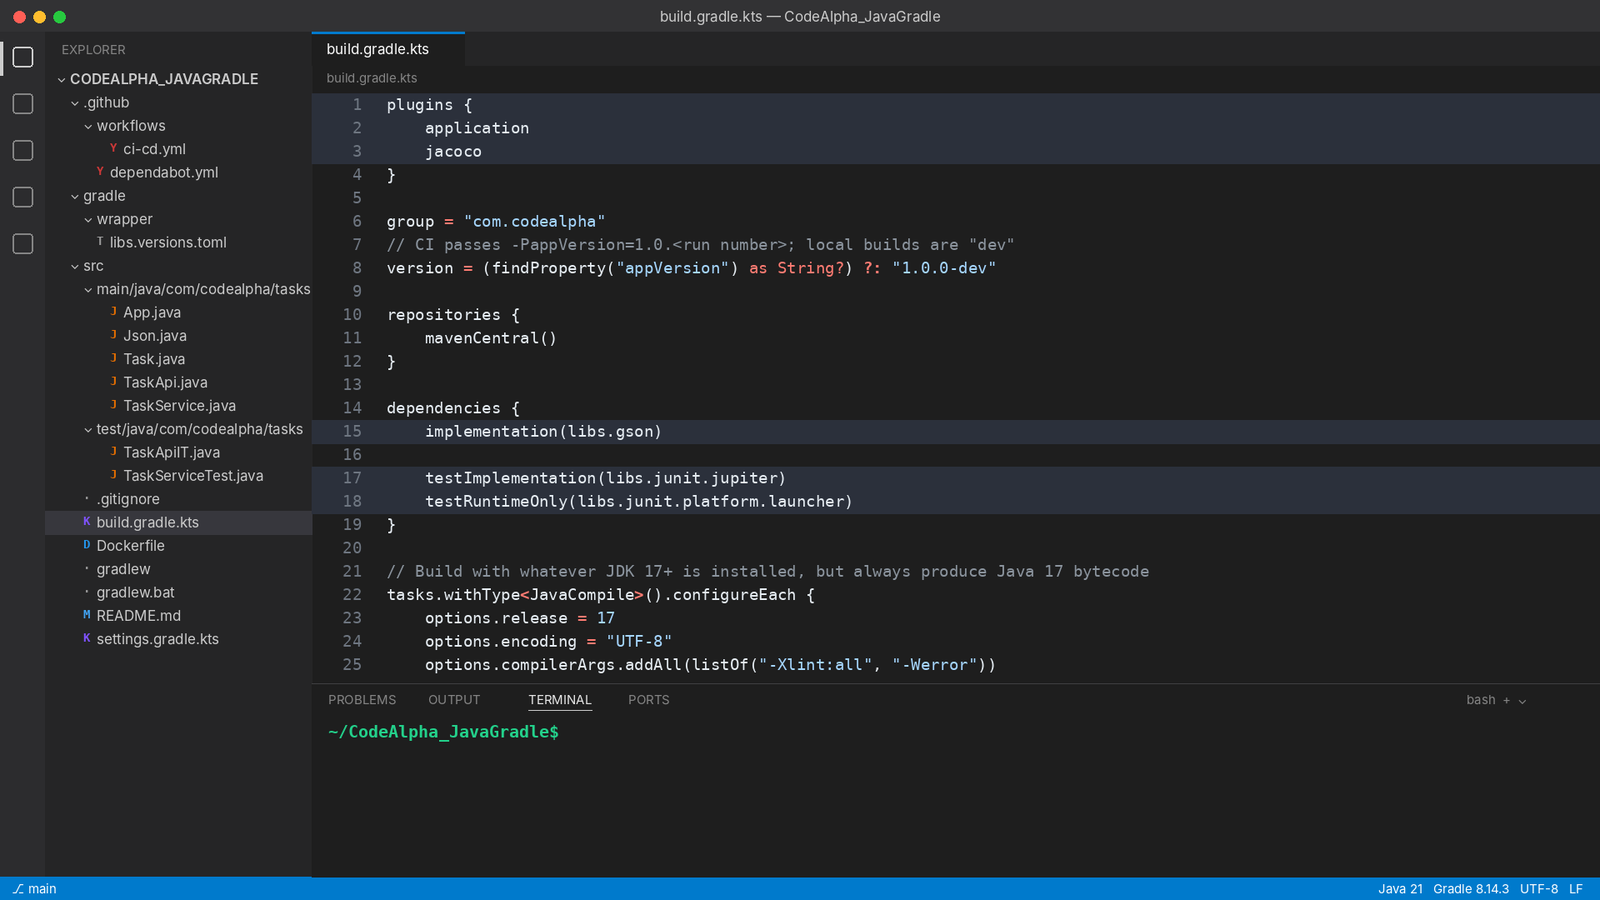 build.gradle.kts — CodeAlpha_JavaGradle
EXPLORER
CODEALPHA_JAVAGRADLE
.github
workflows
Y ci-cd.yml
Y dependabot.yml
gradle
wrapper
T libs.versions.toml
src
main/java/com/codealpha/tasks
J App.java
J Json.java
J Task.java
J TaskApi.java
J TaskService.java
test/java/com/codealpha/tasks
J TaskApiIT.java
J TaskServiceTest.java
· .gitignore
K build.gradle.kts
D Dockerfile
· gradlew
· gradlew.bat
M README.md
K settings.gradle.kts
build.gradle.kts
build.gradle.kts
1 plugins {
2     application
3     jacoco
4 }
5
6 group = "com.codealpha"
7 // CI passes -PappVersion=1.0.<run number>; local builds are "dev"
8 version = (findProperty("appVersion") as String?) ?: "1.0.0-dev"
9
10 repositories {
11     mavenCentral()
12 }
13
14 dependencies {
15     implementation(libs.gson)
16
17     testImplementation(libs.junit.jupiter)
18     testRuntimeOnly(libs.junit.platform.launcher)
19 }
20
21 // Build with whatever JDK 17+ is installed, but always produce Java 17 bytecode
22 tasks.withType<JavaCompile>().configureEach {
23     options.release = 17
24     options.encoding = "UTF-8"
25     options.compilerArgs.addAll(listOf("-Xlint:all", "-Werror"))
PROBLEMS OUTPUT TERMINAL PORTS bash +
~/CodeAlpha_JavaGradle$
main Java 21 Gradle 8.14.3 UTF-8 LF